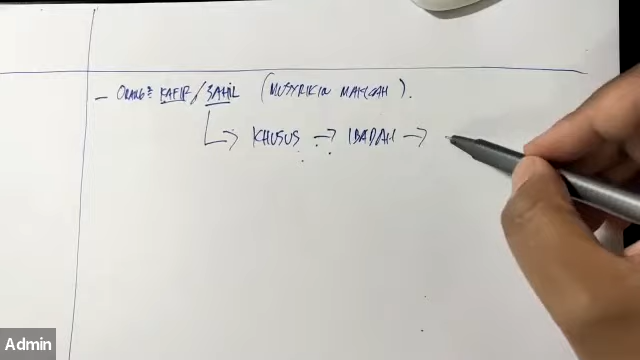 - ORANG² KAFIR / JAHIL (MUSYRIKIN MAKKAH).
↳ KHUSUS → IBADAH →
Admin